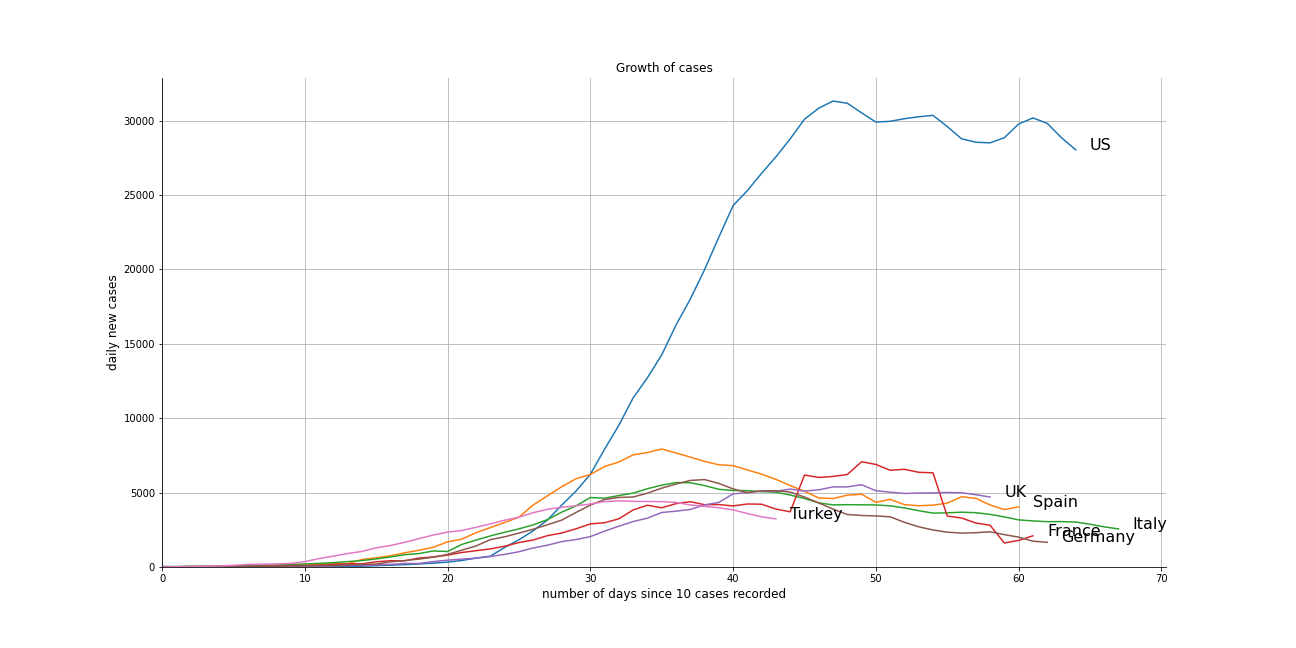 Growth of cases
daily new cases
30000
25000
20000
15000
10000
5000
0
US
UK
Spain
Turkey
Italy
France
Germany
0 10 20 30 40 50 60 70
number of days since 10 cases recorded